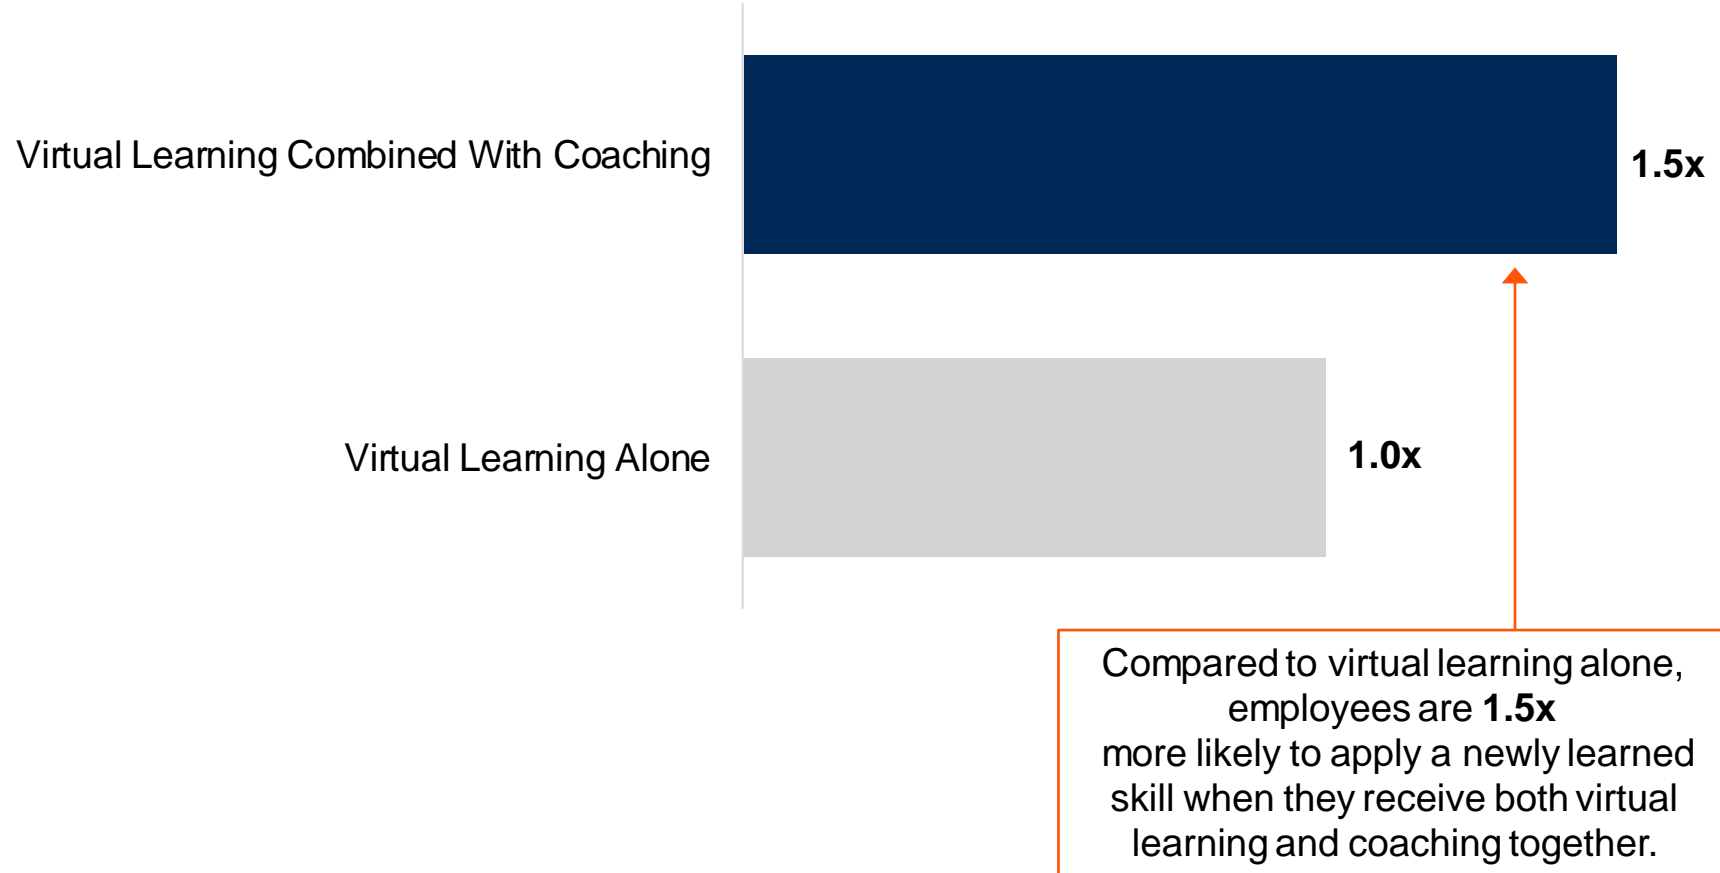 Virtual Learning Combined With Coaching
1.5x
Virtual Learning Alone
1.0x
Compared to virtual learning alone,
employees are 1.5x
more likely to apply a newly learned
skill when they receive both virtual
learning and coaching together.